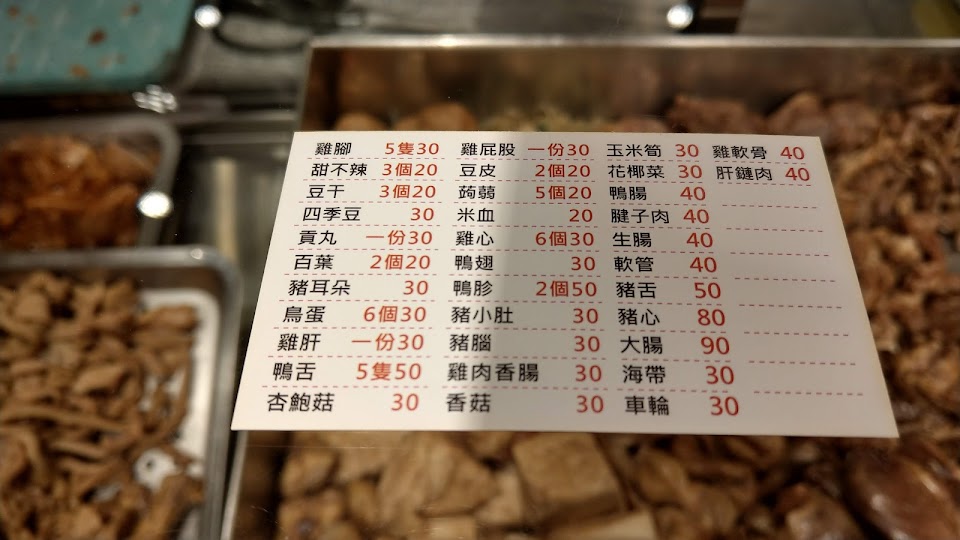 雞腳 5隻30 雞屁股 一份30 玉米筍 30 雞軟骨 40
甜不辣 3個20 豆皮 2個20 花椰菜 30 肝鏈肉 40
豆干 3個20 蒟蒻 5個20 鴨腸 40
四季豆 30 米血 20 腱子肉 40
貢丸 一份30 雞心 6個30 生腸 40
百葉 2個20 鴨翅 30 軟管 40
豬耳朵 30 鴨胗 2個50 豬舌 50
鳥蛋 6個30 豬小肚 30 豬心 80
雞肝 一份30 豬腦 30 大腸 90
鴨舌 5隻50 雞肉香腸 30 海帶 30
杏鮑菇 30 香菇 30 車輪 30